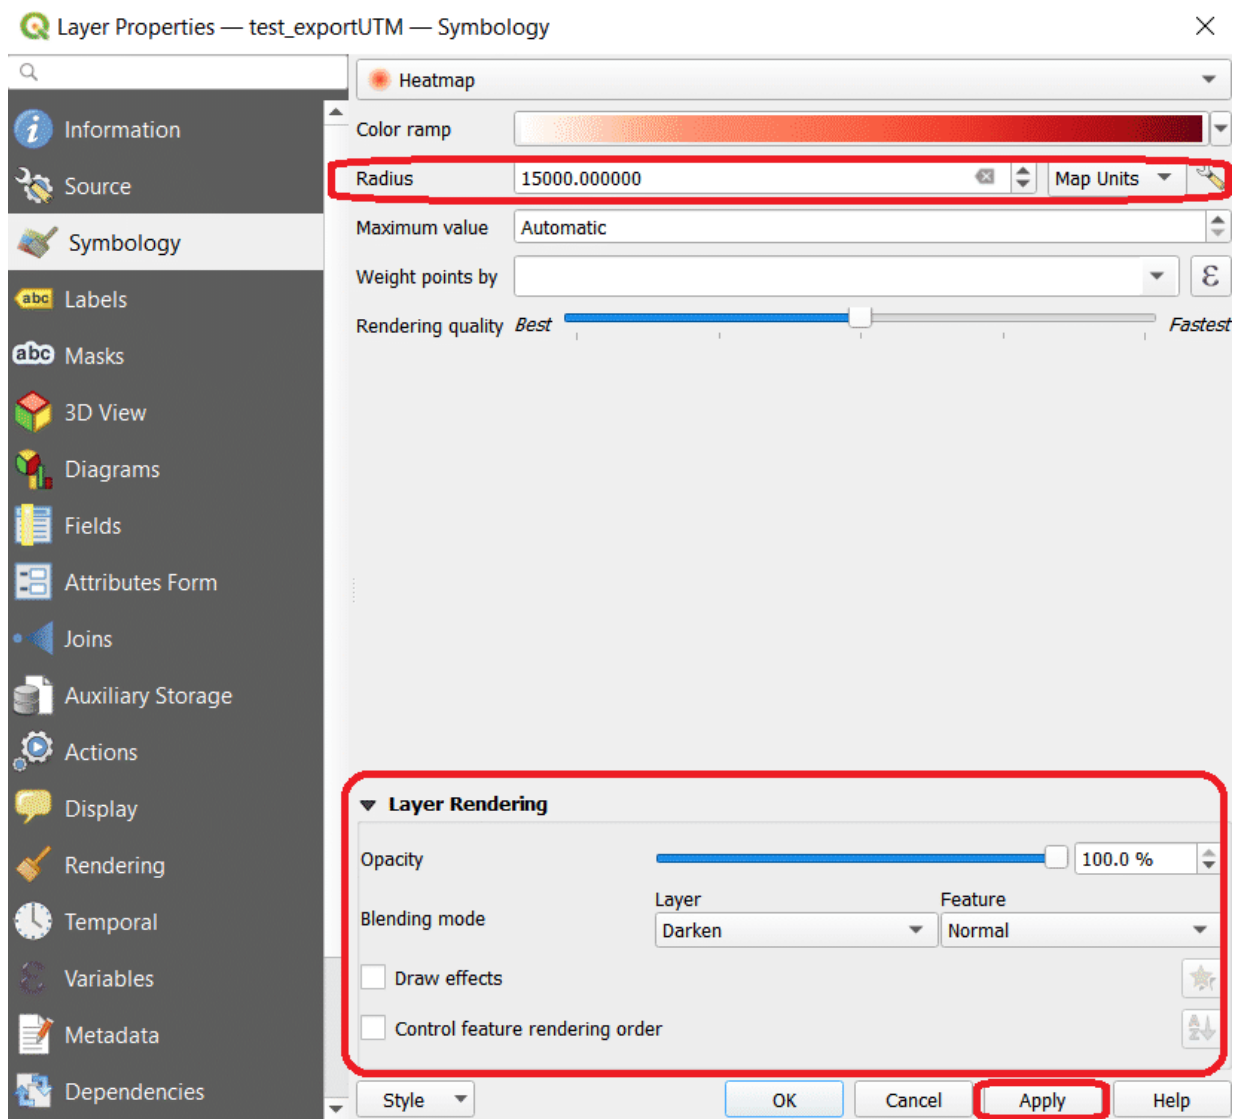 Layer Properties — test_exportUTM — Symbology
Information
Source
Symbology
abc Labels
abc Masks
3D View
Diagrams
Fields
Attributes Form
Joins
Auxiliary Storage
Actions
Display
Rendering
Temporal
Variables
Metadata
Dependencies
Heatmap
Color ramp
Radius 15000.000000 Map Units
Maximum value Automatic
Weight points by ε
Rendering quality Best Fastest
Layer Rendering
Opacity 100.0 %
Layer Feature
Blending mode Darken Normal
Draw effects
Control feature rendering order
Style OK Cancel Apply Help